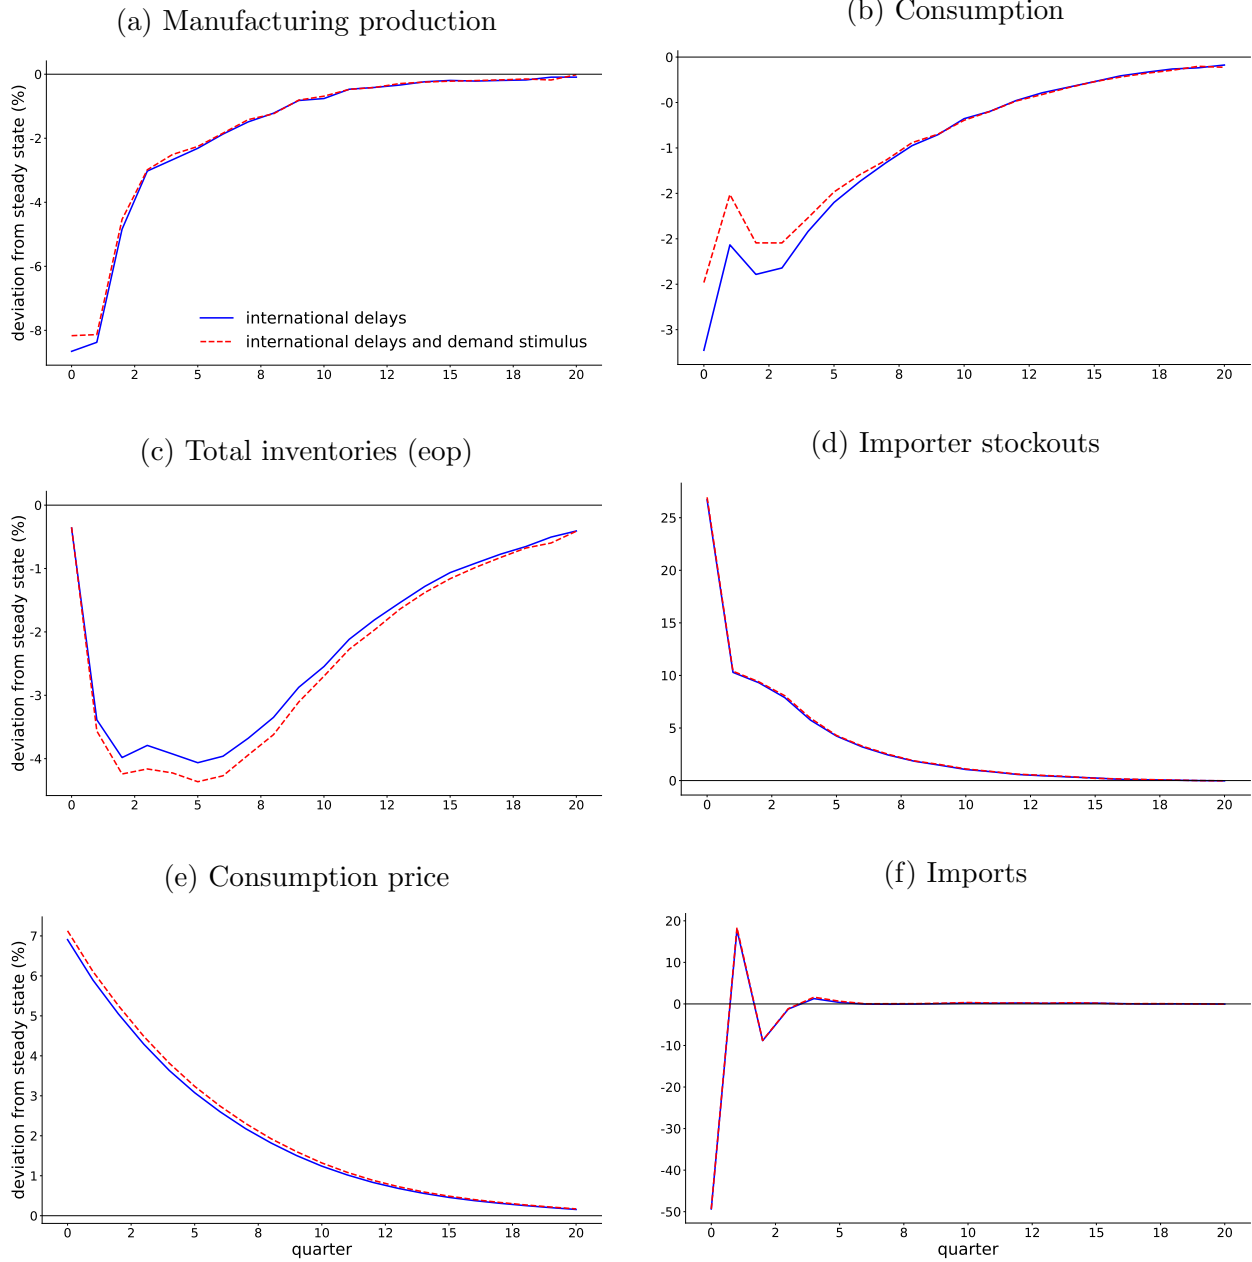 (a) Manufacturing production
(b) Consumption
deviation from steady state (%)
0
-2
-4
-6
-8
international delays
international delays and demand stimulus
0 2 5 8 10 12 15 18 20
0
-0
-1
-2
-2
-2
-3
0 2 5 8 10 12 15 18 20
(c) Total inventories (eop)
(d) Importer stockouts
deviation from steady state (%)
0
-1
-2
-3
-4
0 2 5 8 10 12 15 18 20
25
20
15
10
5
0
0 2 5 8 10 12 15 18 20
(e) Consumption price
(f) Imports
deviation from steady state (%)
7
6
5
4
3
2
1
0
0 2 5 8 10 12 15 18 20
quarter
20
10
0
-10
-20
-30
-40
-50
0 2 5 8 10 12 15 18 20
quarter